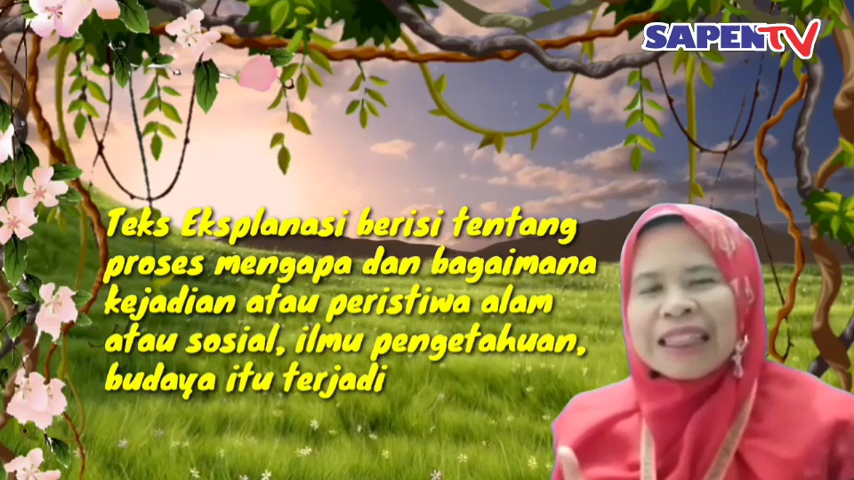 SAPENTV
Teks Eksplanasi berisi tentang
proses mengapa dan bagaimana
kejadian atau peristiwa alam
atau sosial, ilmu pengetahuan,
budaya itu terjadi